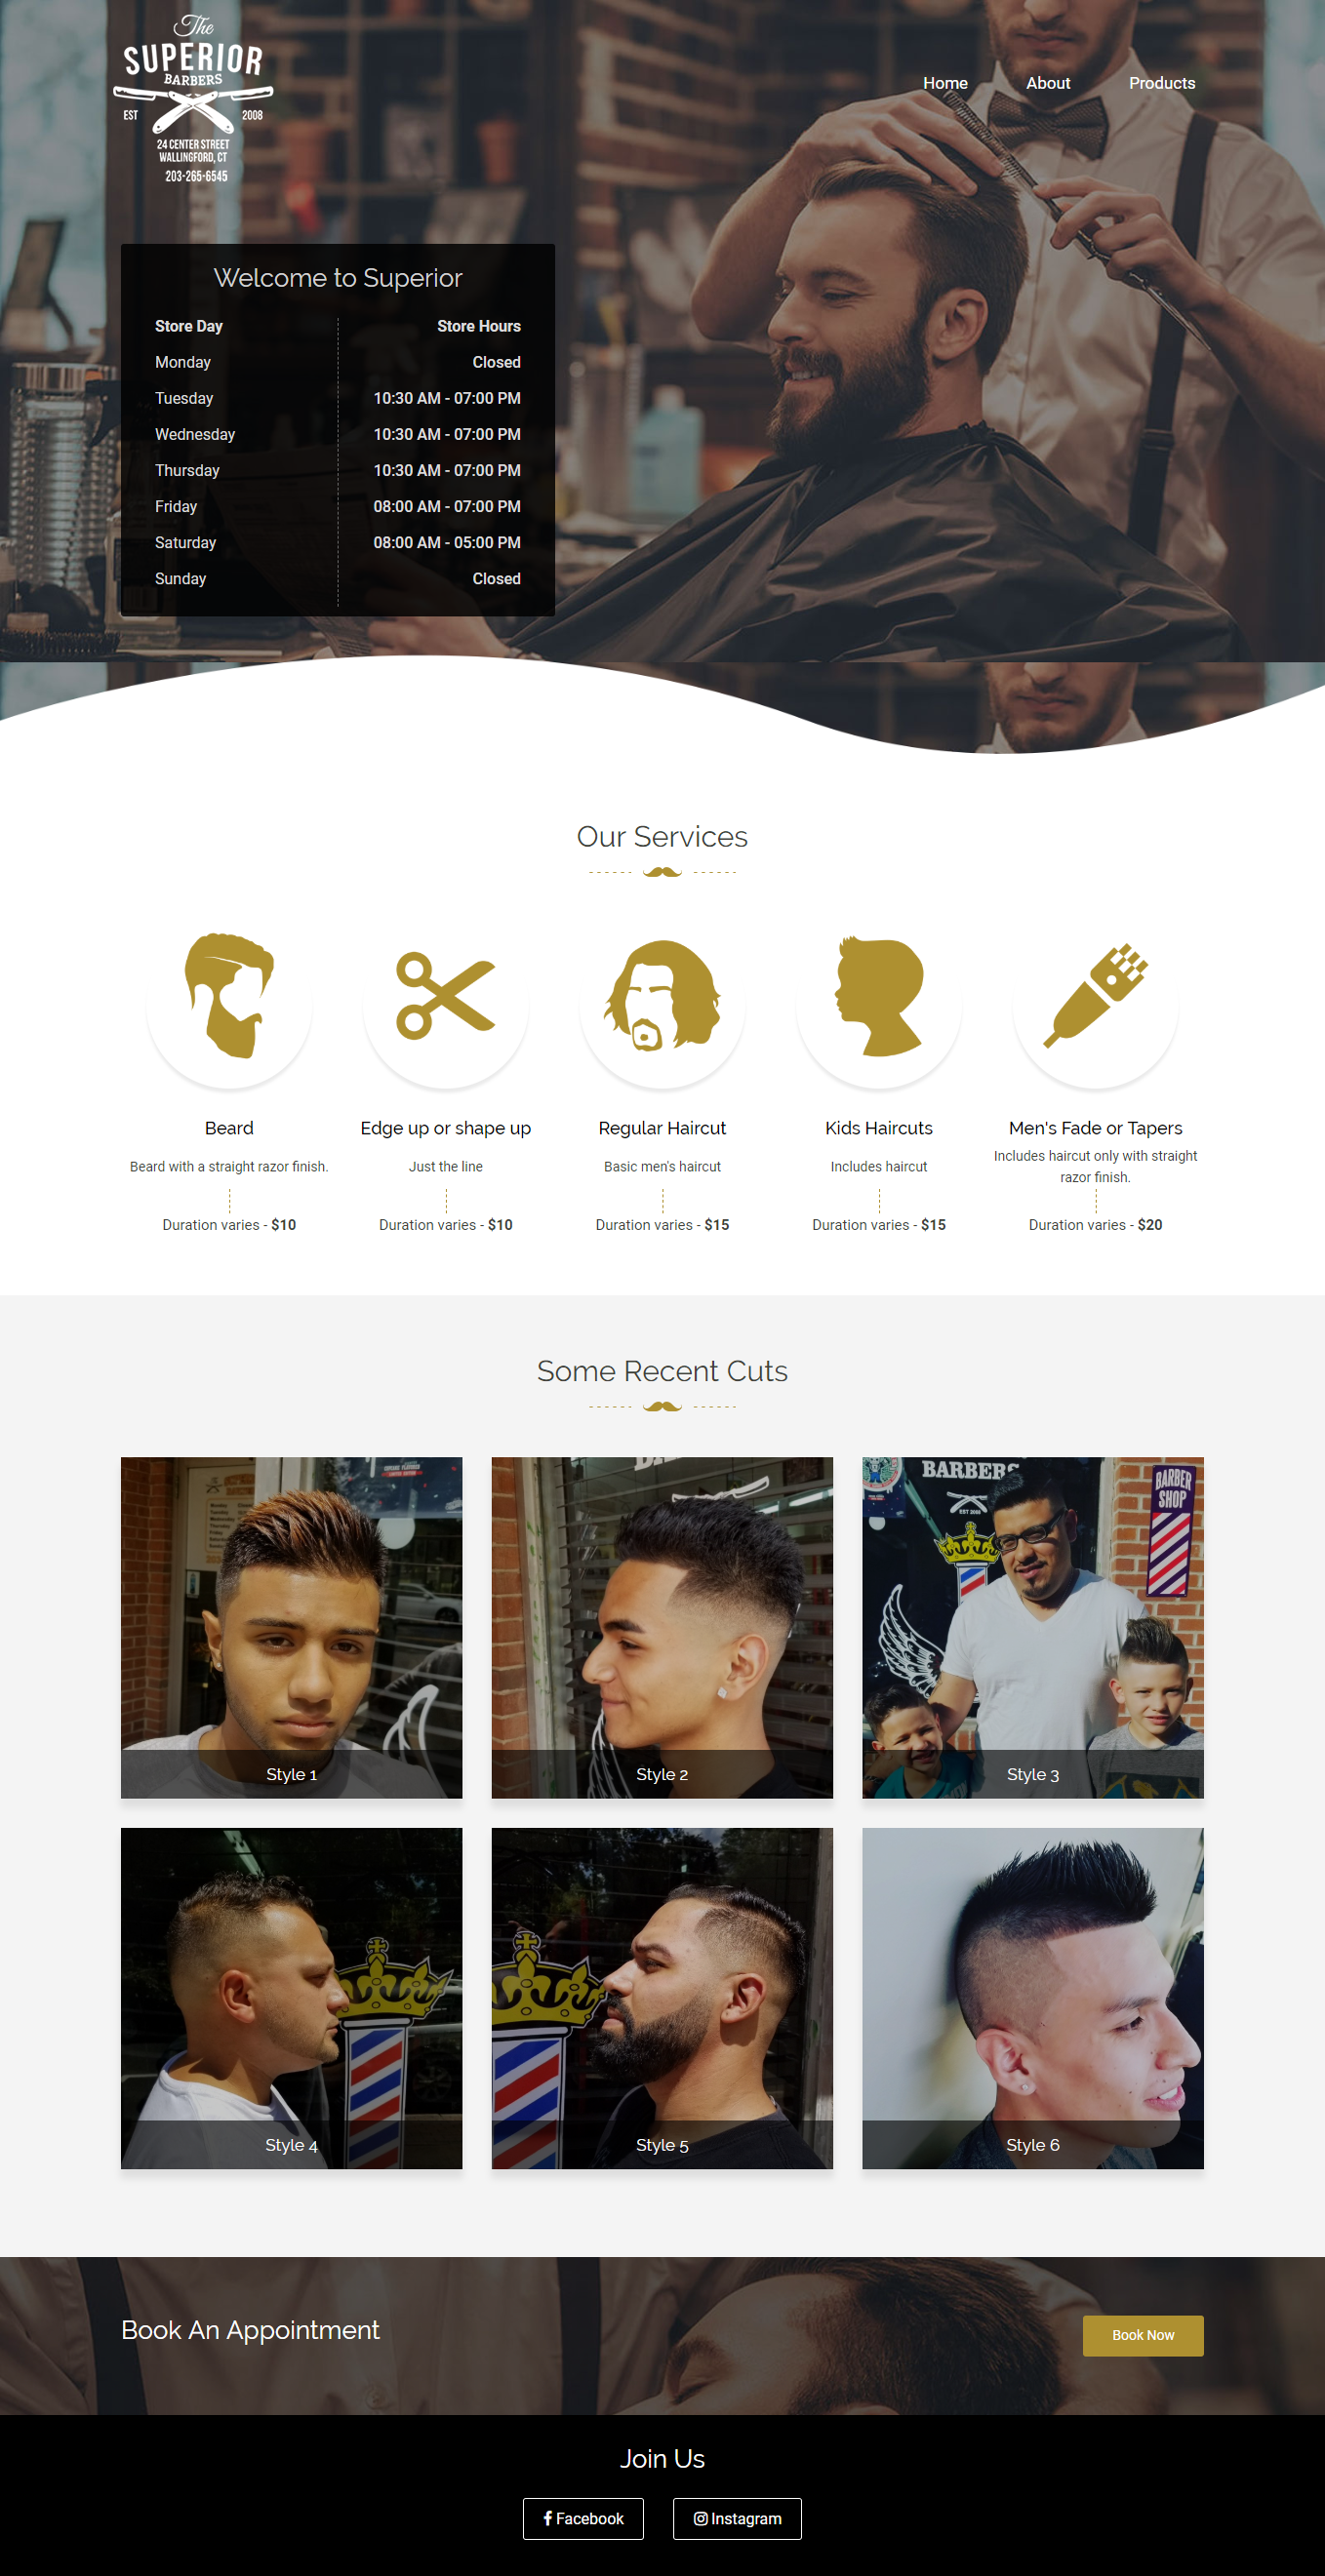 The
SUPERIOR
BARBERS
EST 2008
24 CENTER STREET
WALLINGFORD, CT
203-265-6545
Home About Products
Welcome to Superior
Store Day Store Hours
Monday Closed
Tuesday 10:30 AM - 07:00 PM
Wednesday 10:30 AM - 07:00 PM
Thursday 10:30 AM - 07:00 PM
Friday 08:00 AM - 07:00 PM
Saturday 08:00 AM - 05:00 PM
Sunday Closed
Our Services
Beard
Beard with a straight razor finish.
Duration varies - $10
Edge up or shape up
Just the line
Duration varies - $10
Regular Haircut
Basic men's haircut
Duration varies - $15
Kids Haircuts
Includes haircut
Duration varies - $15
Men's Fade or Tapers
Includes haircut only with straight
razor finish.
Duration varies - $20
Some Recent Cuts
Style 1
Style 2
BARBERS
EST 2008
BARBER
SHOP
Style 3
Style 4
Style 5
Style 6
Book An Appointment
Book Now
Join Us
Facebook
Instagram